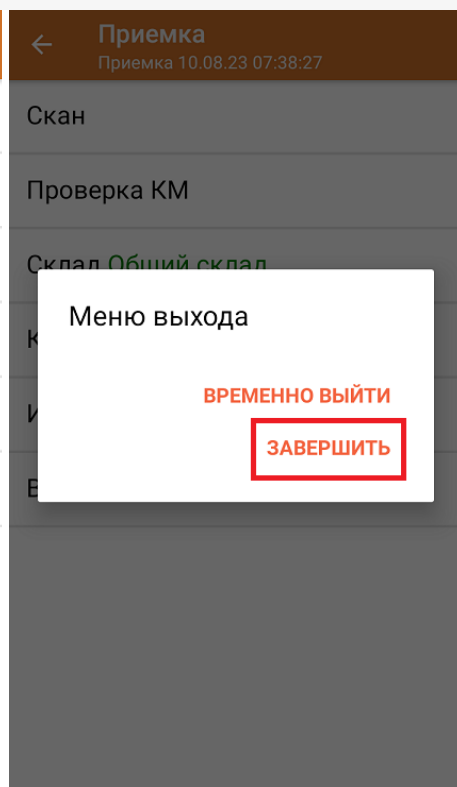 Приемка
Приемка 10.08.23 07:38:27
Скан
Проверка КМ
Склад Общий склад
Меню выхода
ВРЕМЕННО ВЫЙТИ
ЗАВЕРШИТЬ